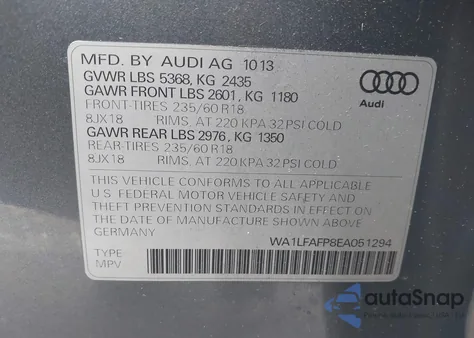 MFD. BY AUDI AG 1013
GVWR LBS 5368, KG 2435
GAWR FRONT LBS 2601, KG 1180
FRONT-TIRES 235/60 R18
8JX18 RIMS, AT 220 KPA 32 PSI COLD
GAWR REAR LBS 2976, KG 1350
REAR-TIRES 235/60 R18
8JX18 RIMS, AT 220 KPA 32 PSI COLD
Audi
THIS VEHICLE CONFORMS TO ALL APPLICABLE
U.S. FEDERAL MOTOR VEHICLE SAFETY AND
THEFT PREVENTION STANDARDS IN EFFECT ON
THE DATE OF MANUFACTURE SHOWN ABOVE
GERMANY WA1LFAFP8EA051294
TYPE
MPV
autoSnap